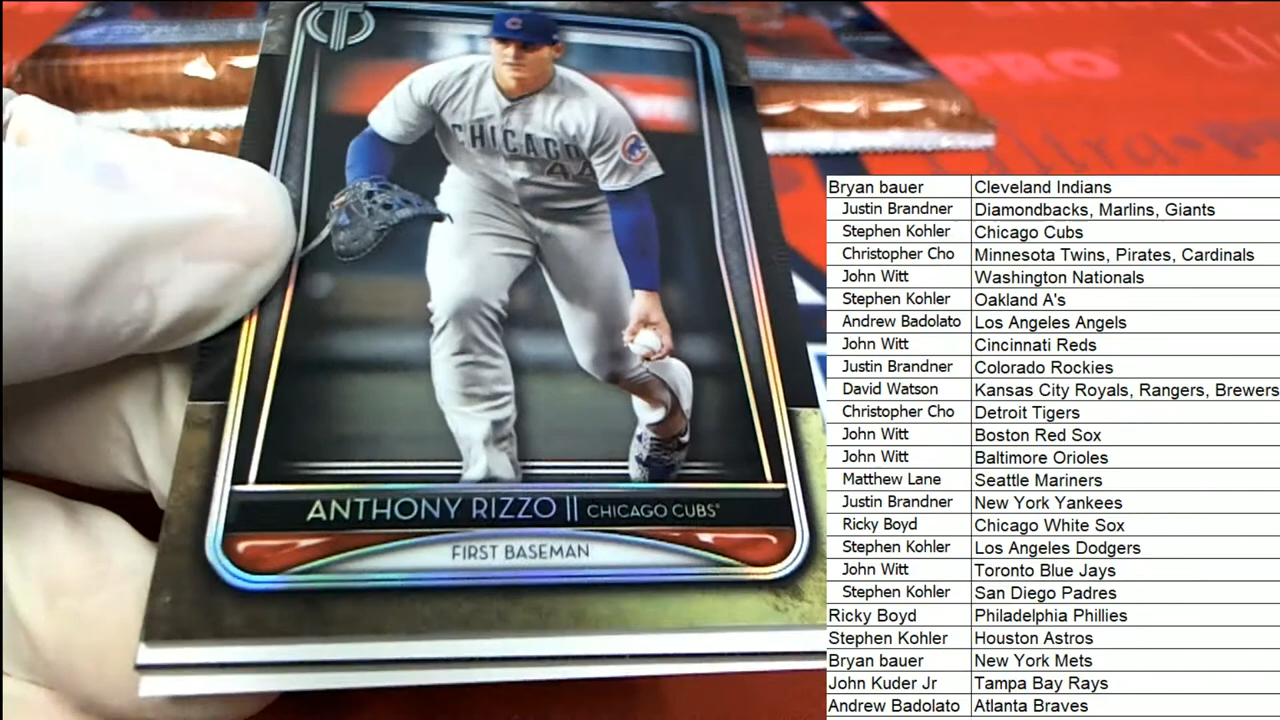 PRO
CHICAGO
44
ANTHONY RIZZO || CHICAGO CUBS
FIRST BASEMAN
Bryan bauer Cleveland Indians
Justin Brandner Diamondbacks, Marlins, Giants
Stephen Kohler Chicago Cubs
Christopher Cho Minnesota Twins, Pirates, Cardinals
John Witt Washington Nationals
Stephen Kohler Oakland A's
Andrew Badolato Los Angeles Angels
John Witt Cincinnati Reds
Justin Brandner Colorado Rockies
David Watson Kansas City Royals, Rangers, Brewers
Christopher Cho Detroit Tigers
John Witt Boston Red Sox
John Witt Baltimore Orioles
Matthew Lane Seattle Mariners
Justin Brandner New York Yankees
Ricky Boyd Chicago White Sox
Stephen Kohler Los Angeles Dodgers
John Witt Toronto Blue Jays
Stephen Kohler San Diego Padres
Ricky Boyd Philadelphia Phillies
Stephen Kohler Houston Astros
Bryan bauer New York Mets
John Kuder Jr Tampa Bay Rays
Andrew Badolato Atlanta Braves